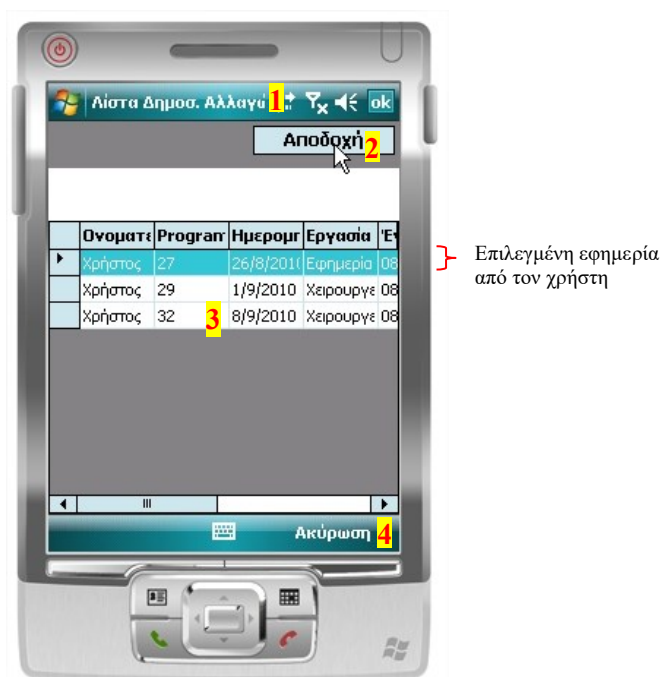 Λίστα Δημοσ. Αλλαγώ 1 ok
Αποδοχή 2
Ονοματε Program Ημερομη Εργασία Έν
Χρήστος 27 26/8/201( Εφημερία 08
Χρήστος 29 1/9/2010 Χειρουργε 08
Χρήστος 32 3 8/9/2010 Χειρουργε 08
Επιλεγμένη εφημερία
από τον χρήστη
Ακύρωση 4